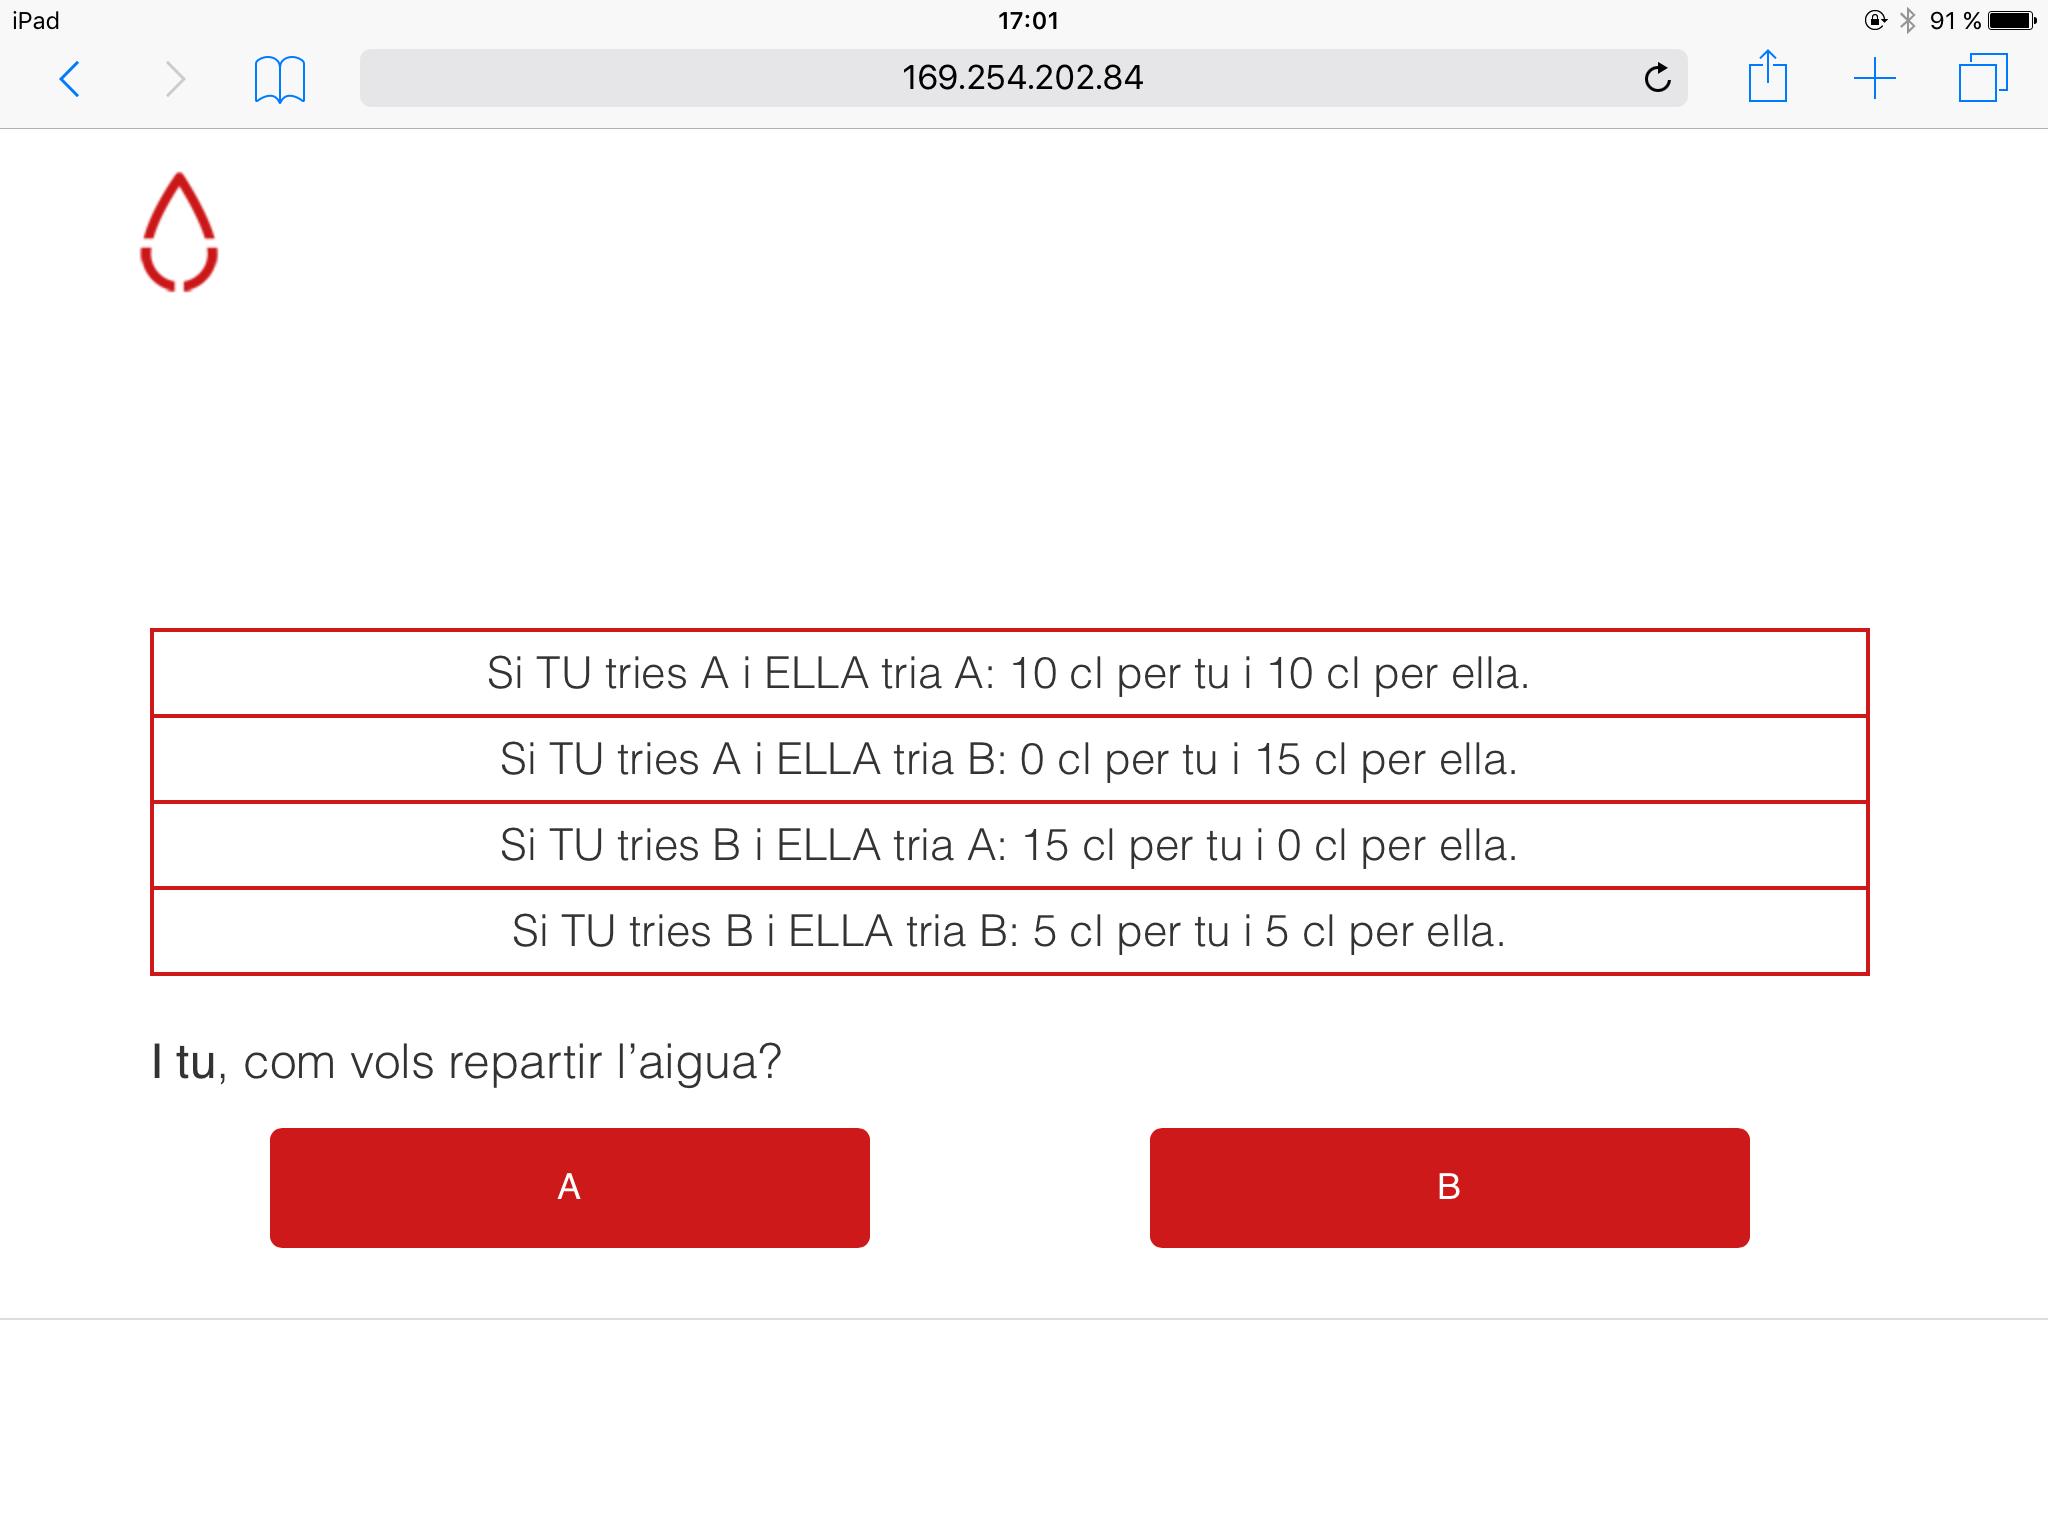 iPad
17:01
91 %
169.254.202.84
Si TU tries A i ELLA tria A: 10 cl per tu i 10 cl per ella.
Si TU tries A i ELLA tria B: 0 cl per tu i 15 cl per ella.
Si TU tries B i ELLA tria A: 15 cl per tu i 0 cl per ella.
Si TU tries B i ELLA tria B: 5 cl per tu i 5 cl per ella.
I tu, com vols repartir l’aigua?
A
B